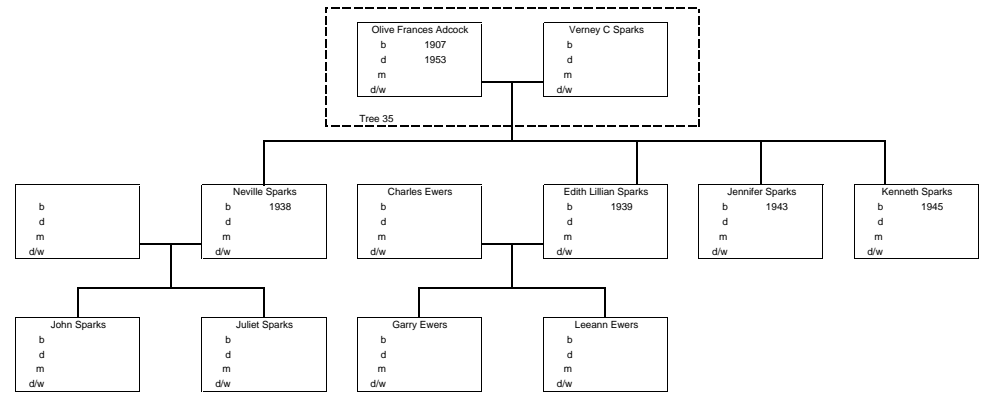 Olive Frances Adcock
b 1907
d 1953
m
d/w
Verney C Sparks
b
d
m
d/w
Tree 35
b
d
m
d/w
Neville Sparks
b 1938
d
m
d/w
Charles Ewers
b
d
m
d/w
Edith Lillian Sparks
b 1939
d
m
d/w
Jennifer Sparks
b 1943
d
m
d/w
Kenneth Sparks
b 1945
d
m
d/w
John Sparks
b
d
m
d/w
Juliet Sparks
b
d
m
d/w
Garry Ewers
b
d
m
d/w
Leeann Ewers
b
d
m
d/w